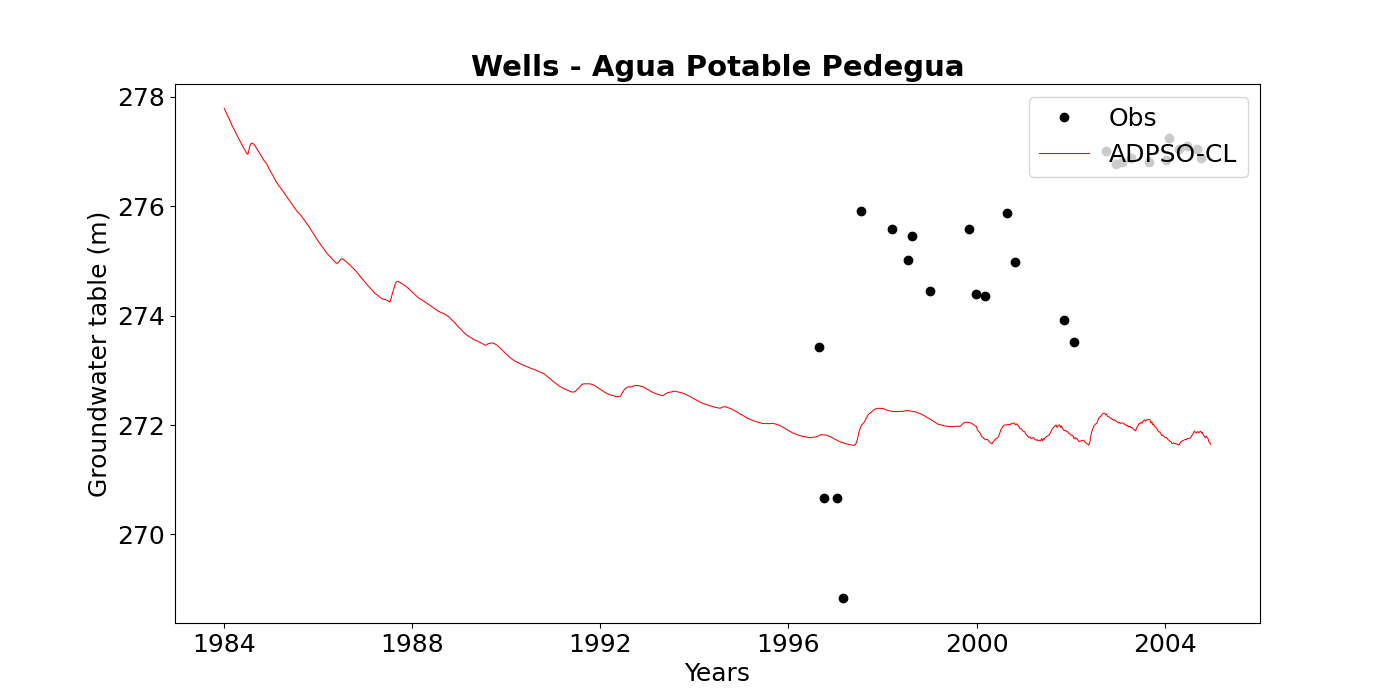 Wells - Agua Potable Pedegua
278
276
274
272
270
Groundwater table (m)
Obs
ADPSO-CL
1984
1988
1992
1996
2000
2004
Years